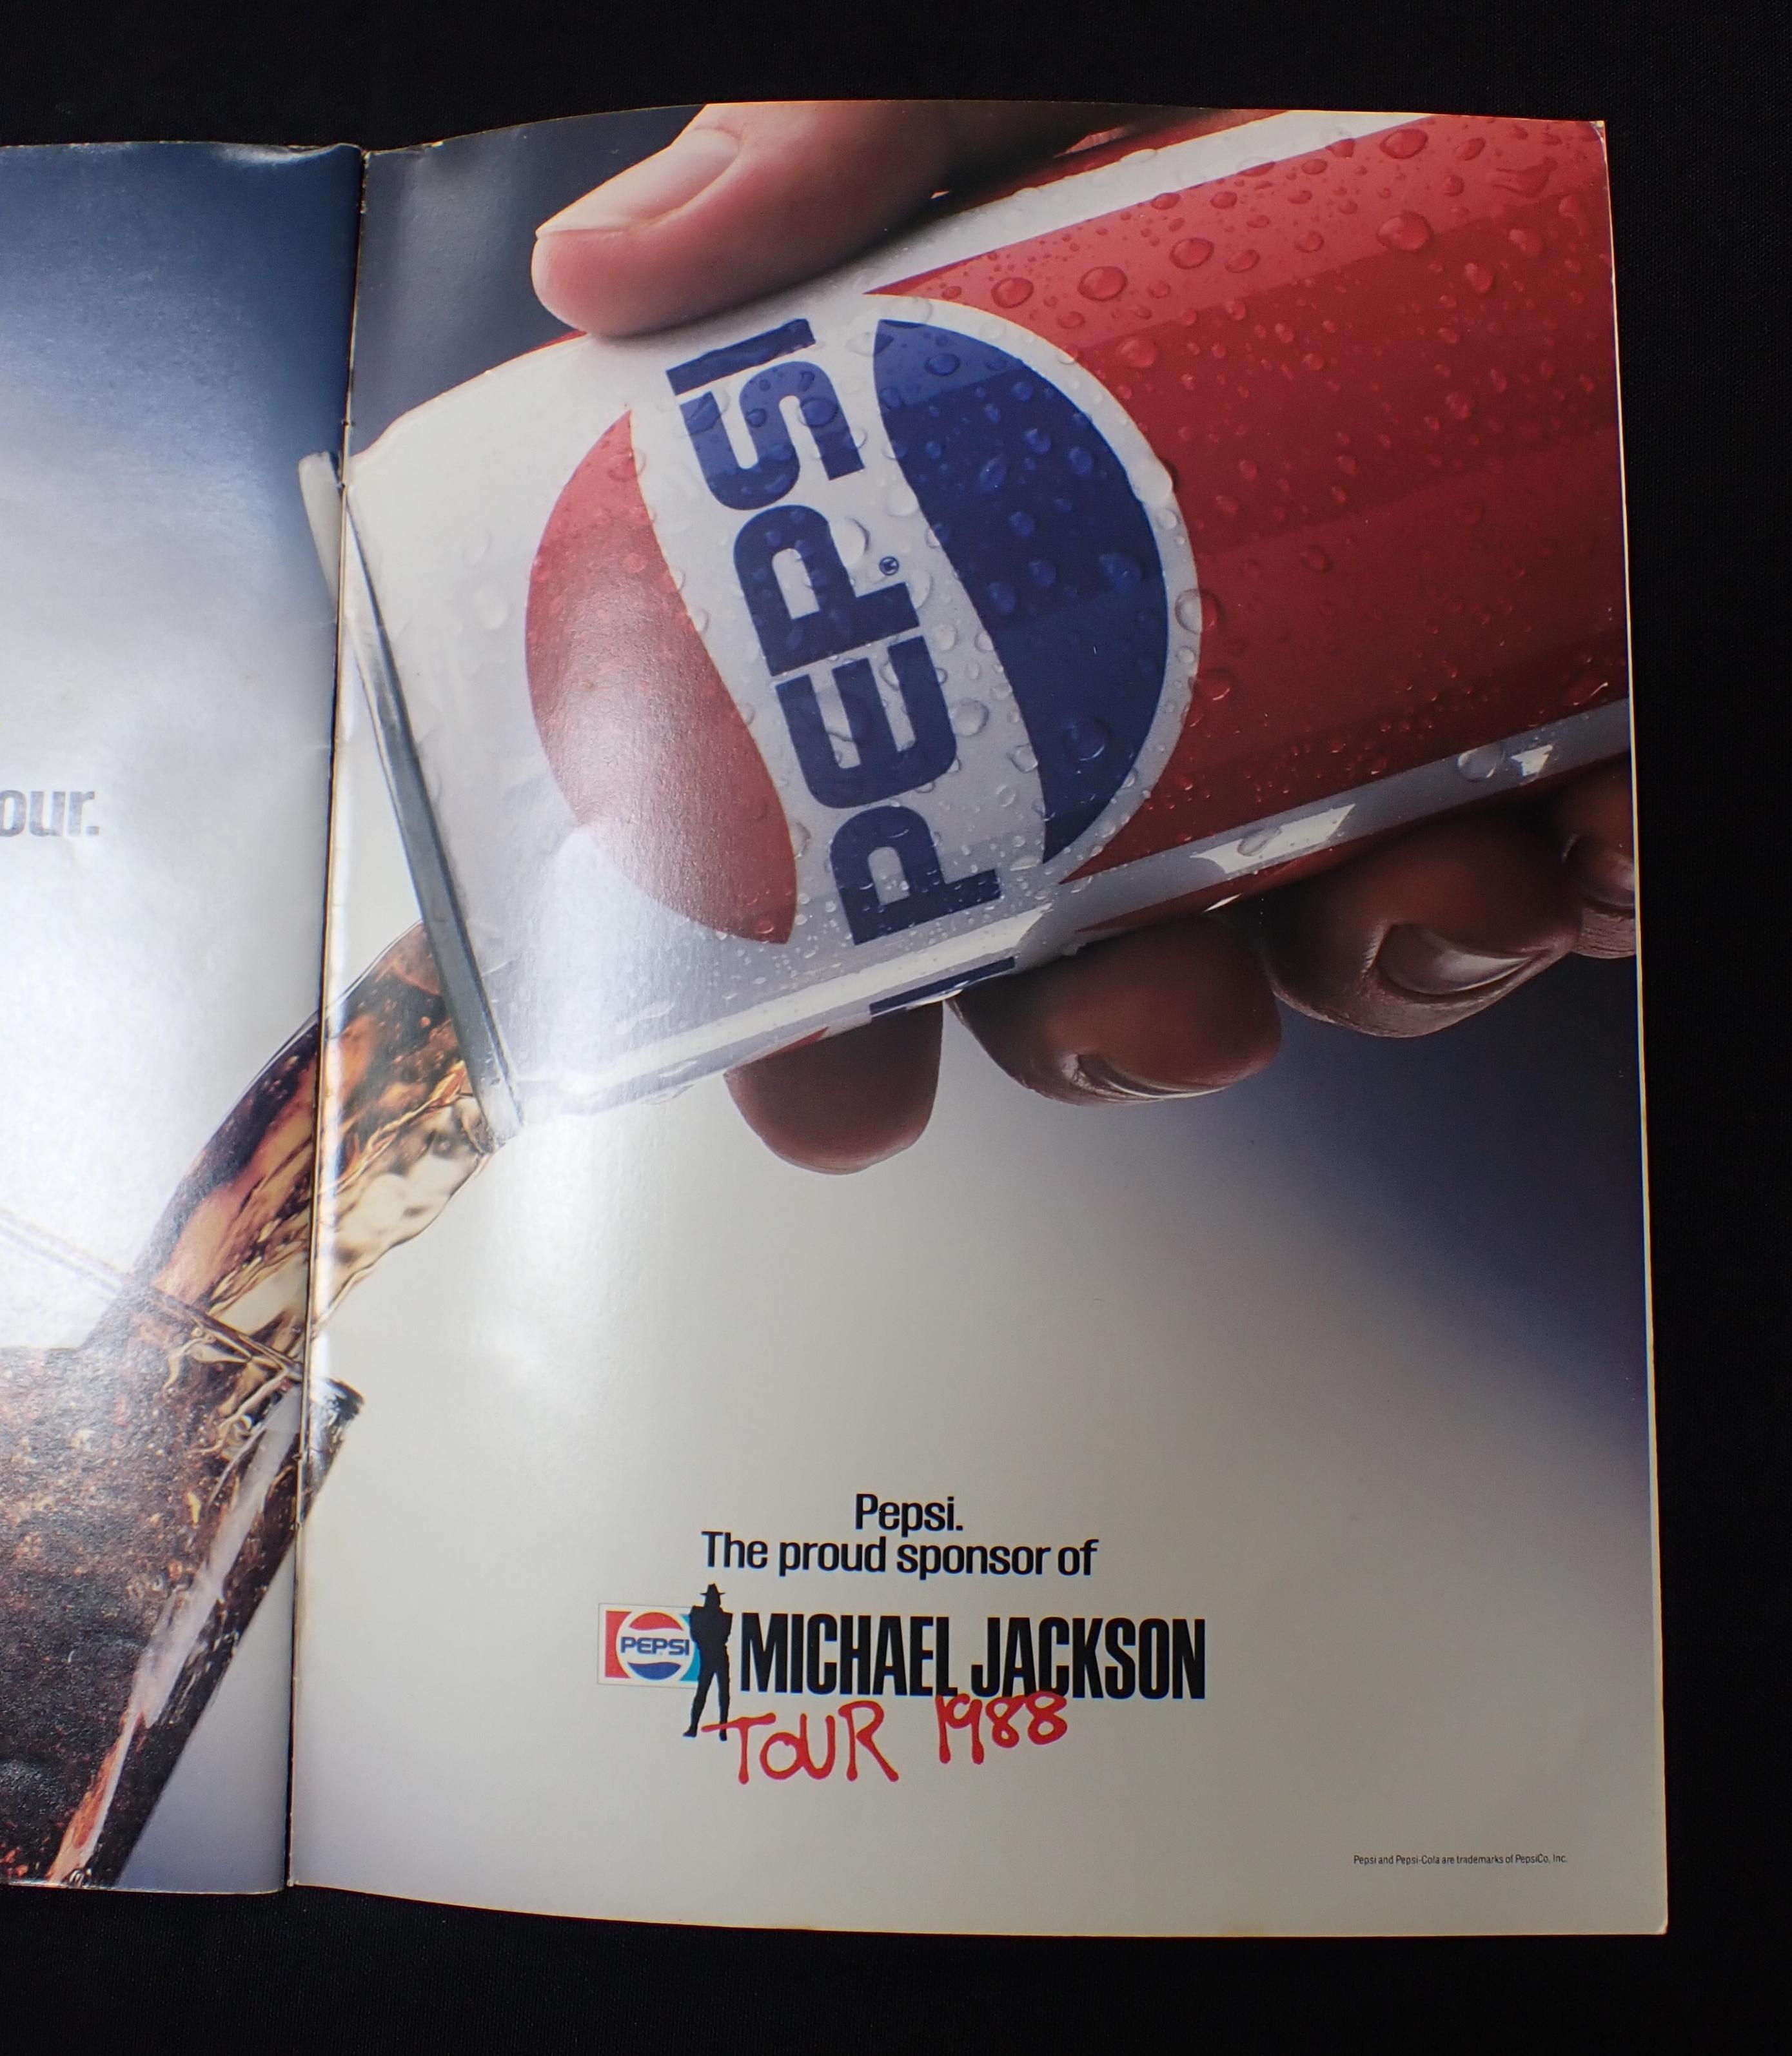 our.
PEPSI®
Pepsi.
The proud sponsor of
PEPSI
MICHAEL JACKSON
TOUR 1988
Pepsi and Pepsi-Cola are trademarks of PepsiCo, Inc.